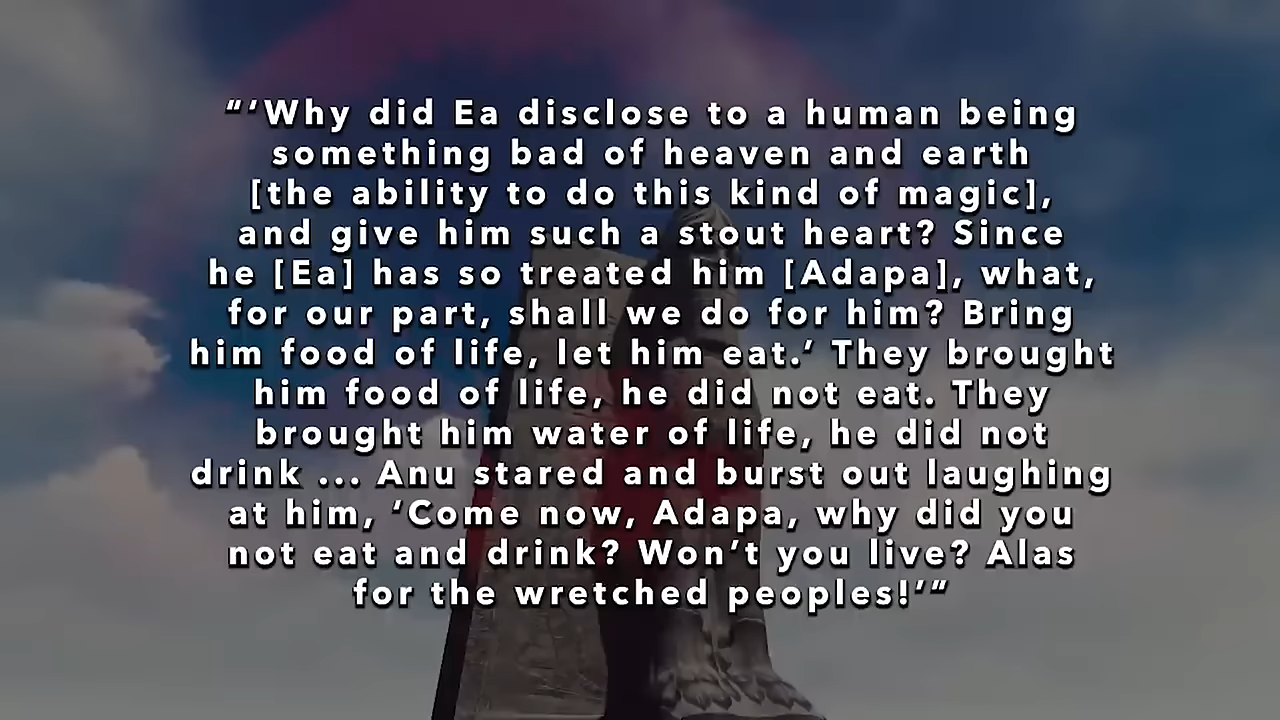 “‘Why did Ea disclose to a human being
something bad of heaven and earth
[the ability to do this kind of magic],
and give him such a stout heart? Since
he [Ea] has so treated him [Adapa], what,
for our part, shall we do for him? Bring
him food of life, let him eat.’ They brought
him food of life, he did not eat. They
brought him water of life, he did not
drink ... Anu stared and burst out laughing
at him, ‘Come now, Adapa, why did you
not eat and drink? Won’t you live? Alas
for the wretched peoples!’“